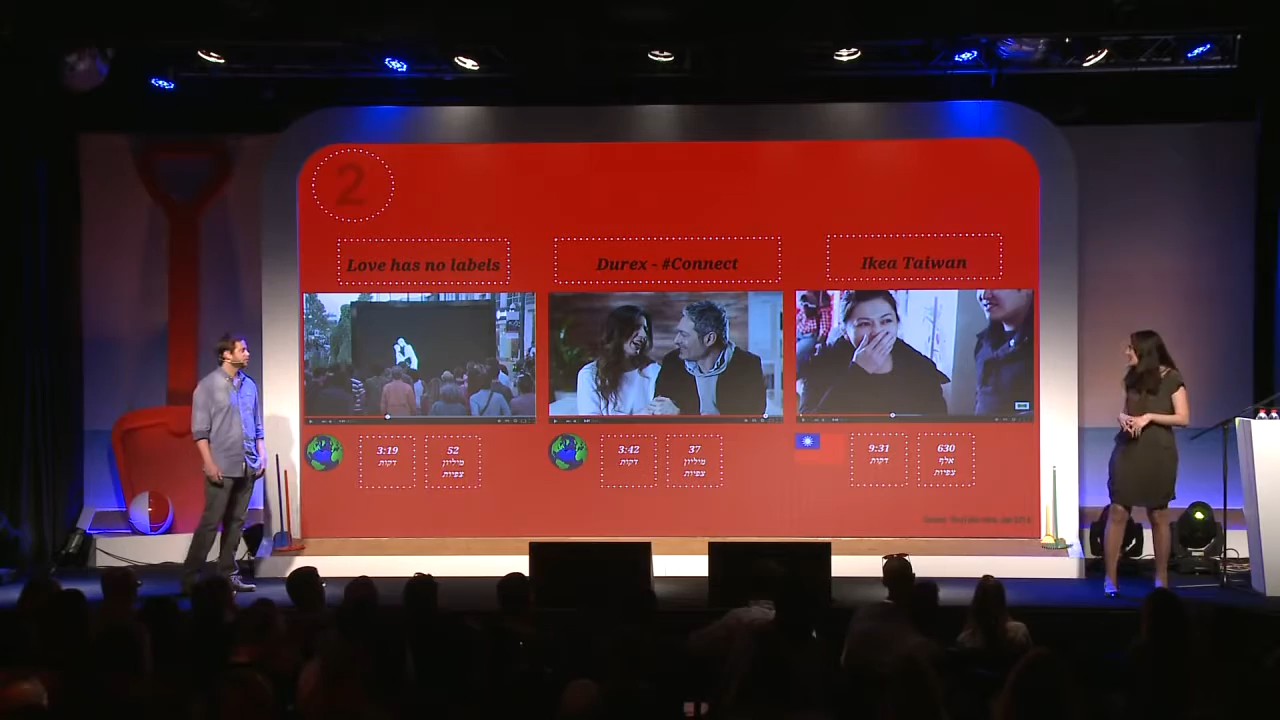 2
Love has no labels
Durex - #Connect
Ikea Taiwan
3:19
דקות
52
מיליון
צפיות
3:42
דקות
37
מיליון
צפיות
9:31
דקות
630
אלף
צפיות